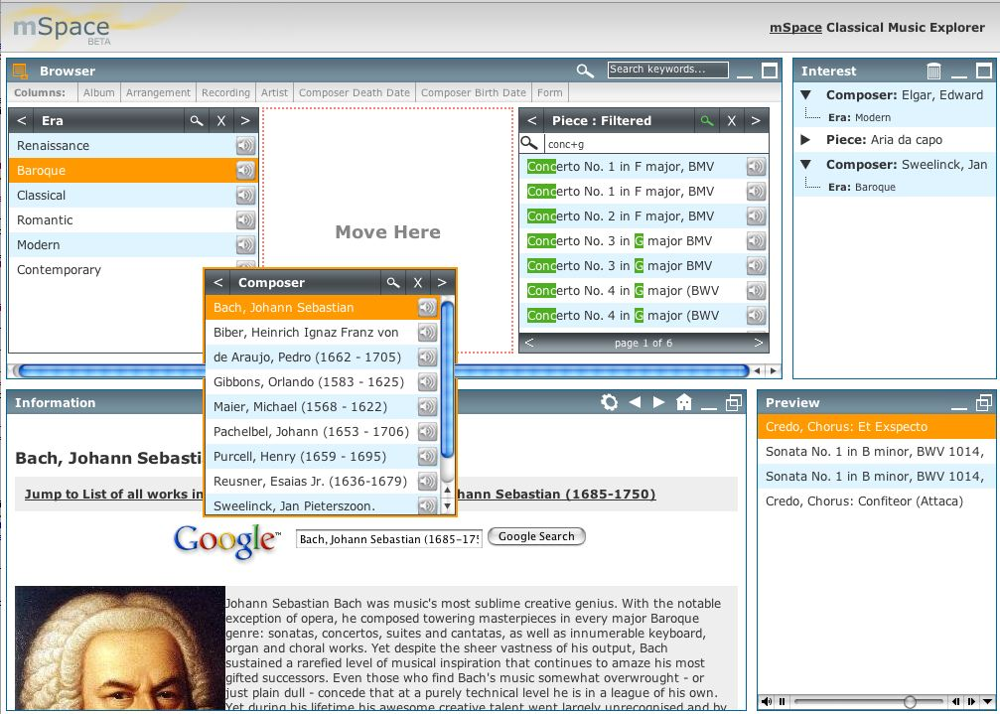 mSpace
BETA
mSpace Classical Music Explorer
Browser
Search keywords...
Columns: Album Arrangement Recording Artist Composer Death Date Composer Birth Date Form
< Era X >
Renaissance
Baroque
Classical
Romantic
Modern
Contemporary
Move Here
< Composer X >
Bach, Johann Sebastian
Biber, Heinrich Ignaz Franz von
de Araujo, Pedro (1662 - 1705)
Gibbons, Orlando (1583 - 1625)
Maier, Michael (1568 - 1622)
Pachelbel, Johann (1653 - 1706)
Purcell, Henry (1659 - 1695)
Reusner, Esaias Jr. (1636-1679)
Sweelinck, Jan Pieterszoon.
< Piece : Filtered X >
conc+g
Concerto No. 1 in F major, BMV
Concerto No. 1 in F major, BMV
Concerto No. 2 in F major, BMV
Concerto No. 3 in G major BMV
Concerto No. 3 in G major, BMV
Concerto No. 4 in G major (BWV
Concerto No. 4 in G major (BWV
< page 1 of 6 >
Interest
Composer: Elgar, Edward
Era: Modern
Piece: Aria da capo
Composer: Sweelinck, Jan
Era: Baroque
Information
Bach, Johann Sebasti
Jump to List of all works in hann Sebastian (1685-1750)
Google™ Bach, Johann Sebastian (1685-175 Google Search
Johann Sebastian Bach was music's most sublime creative genius. With the notable
exception of opera, he composed towering masterpieces in every major Baroque
genre: sonatas, concertos, suites and cantatas, as well as innumerable keyboard,
organ and choral works. Yet despite the sheer vastness of his output, Bach
sustained a rarefied level of musical inspiration that continues to amaze his most
gifted successors. Even those who find Bach's music somewhat overwrought - or
just plain dull - concede that at a purely technical level he is in a league of his own.
Yet during his lifetime his awesome creative talent went largely unrecognised and by
Preview
Credo, Chorus: Et Exspecto
Sonata No. 1 in B minor, BWV 1014,
Sonata No. 1 in B minor, BWV 1014,
Credo, Chorus: Confiteor (Attaca)